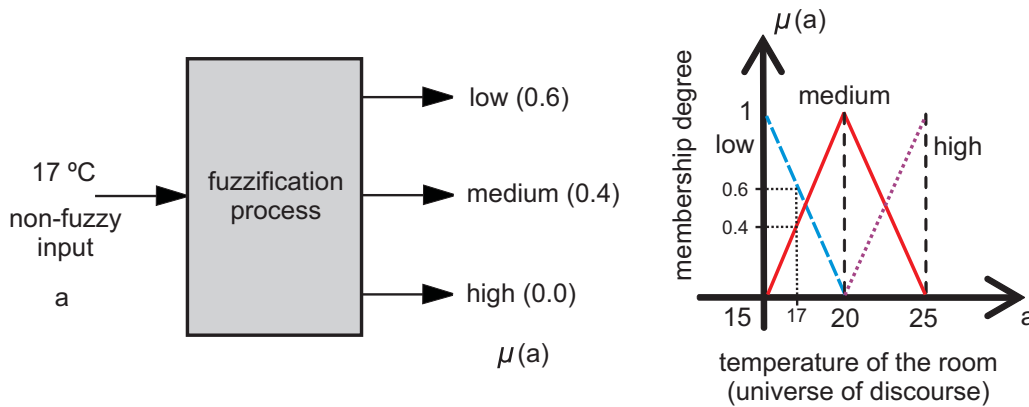 17 ºC
non-fuzzy
input
a
fuzzification
process
low (0.6)
medium (0.4)
high (0.0)
μ(a)
μ(a)
membership degree
1
low
medium
high
0.6
0.4
15
17
20
25
a
temperature of the room
(universe of discourse)